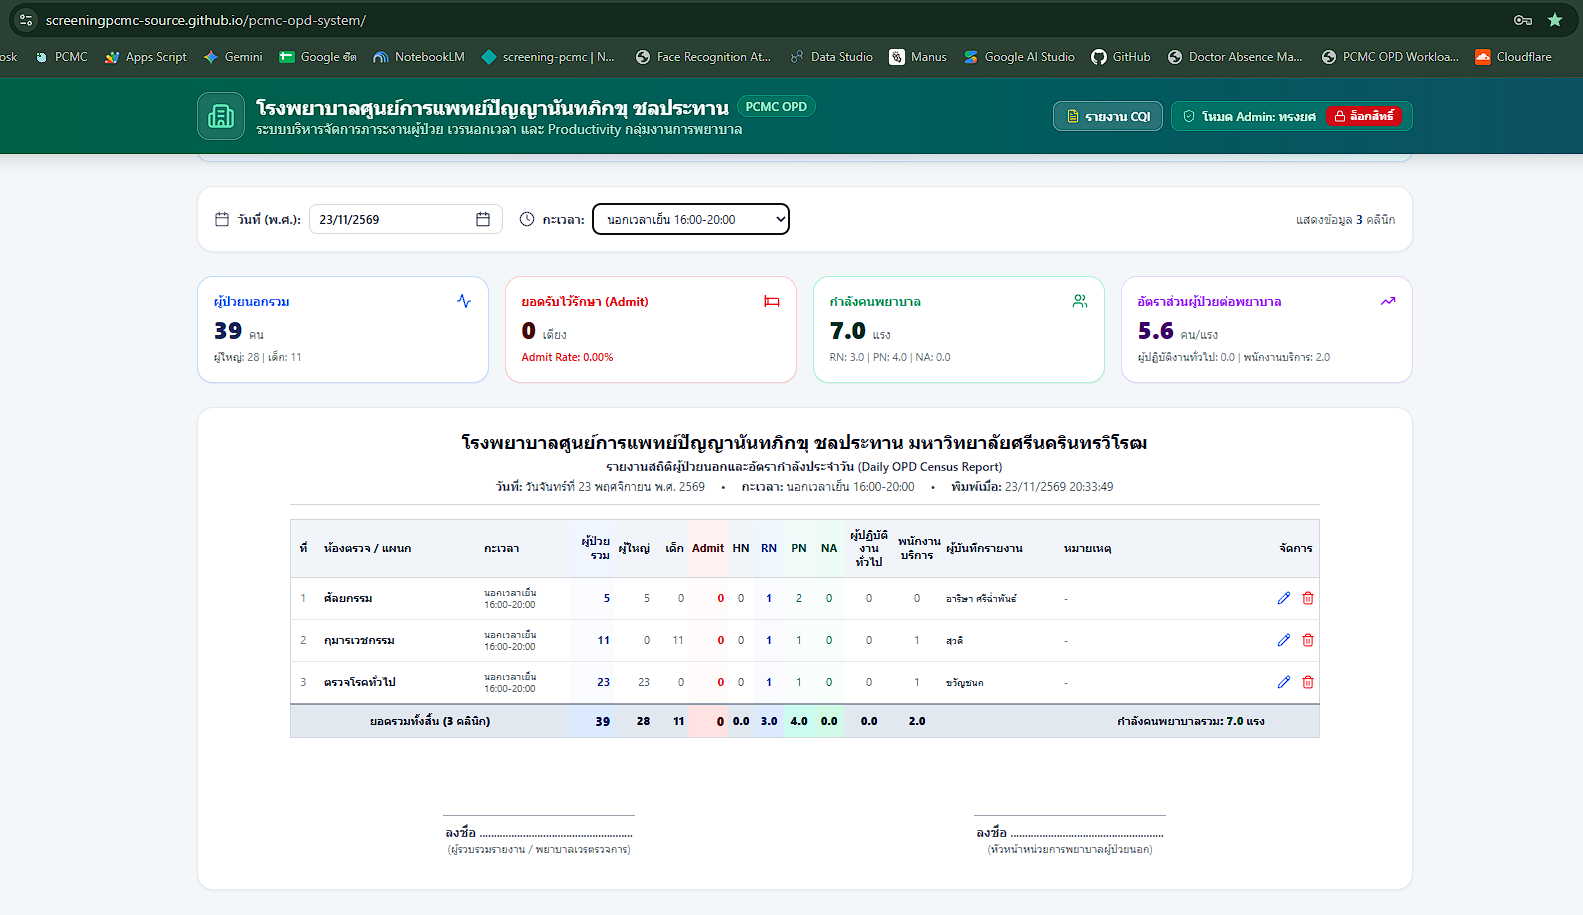 screeningpcmc-source.github.io/pcmc-opd-system/
osk PCMC Apps Script Gemini Google ชีต NotebookLM screening-pcmc | N... Face Recognition At... Data Studio Manus Google AI Studio GitHub Doctor Absence Ma... PCMC OPD Workloa... Cloudflare
โรงพยาบาลศูนย์การแพทย์ปัญญานันทภิกขุ ชลประทาน PCMC OPD
ระบบบริหารจัดการภาระงานผู้ป่วย เวรนอกเวลา และ Productivity กลุ่มงานการพยาบาล
รายงาน CQI โหมด Admin: ทรงยศ ล็อกสิทธิ์
วันที่ (พ.ศ.): 23/11/2569 กะเวลา: นอกเวลาเย็น 16:00-20:00 แสดงข้อมูล 3 คลินิก
ผู้ป่วยนอกรวม
39 คน
ผู้ใหญ่: 28 | เด็ก: 11
ยอดรับไว้รักษา (Admit)
0 เตียง
Admit Rate: 0.00%
กำลังคนพยาบาล
7.0 แรง
RN: 3.0 | PN: 4.0 | NA: 0.0
อัตราส่วนผู้ป่วยต่อพยาบาล
5.6 คน/แรง
ผู้ปฏิบัติงานทั่วไป: 0.0 | พนักงานบริการ: 2.0
โรงพยาบาลศูนย์การแพทย์ปัญญานันทภิกขุ ชลประทาน มหาวิทยาลัยศรีนครินทรวิโรฒ
รายงานสถิติผู้ป่วยนอกและอัตรากำลังประจำวัน (Daily OPD Census Report)
วันที่: วันจันทร์ที่ 23 พฤศจิกายน พ.ศ. 2569 • กะเวลา: นอกเวลาเย็น 16:00-20:00 • พิมพ์เมื่อ: 23/11/2569 20:33:49
ที่ ห้องตรวจ / แผนก กะเวลา ผู้ป่วยรวม ผู้ใหญ่ เด็ก Admit HN RN PN NA ผู้ปฏิบัติงานทั่วไป พนักงานบริการ ผู้บันทึกรายงาน หมายเหตุ จัดการ
1 ศัลยกรรม นอกเวลาเย็น 16:00-20:00 5 5 0 0 0 1 2 0 0 0 อาริษา ศรีฉ่ำพันธ์ -
2 กุมารเวชกรรม นอกเวลาเย็น 16:00-20:00 11 0 11 0 0 1 1 0 0 1 สุวดี -
3 ตรวจโรคทั่วไป นอกเวลาเย็น 16:00-20:00 23 23 0 0 0 1 1 0 0 1 ขวัญชนก -
ยอดรวมทั้งสิ้น (3 คลินิก) 39 28 11 0 0.0 3.0 4.0 0.0 0.0 2.0 กำลังคนพยาบาลรวม: 7.0 แรง
ลงชื่อ ....................................................
(ผู้รวบรวมรายงาน / พยาบาลเวรตรวจการ)
ลงชื่อ ....................................................
(หัวหน้าหน่วยการพยาบาลผู้ป่วยนอก)